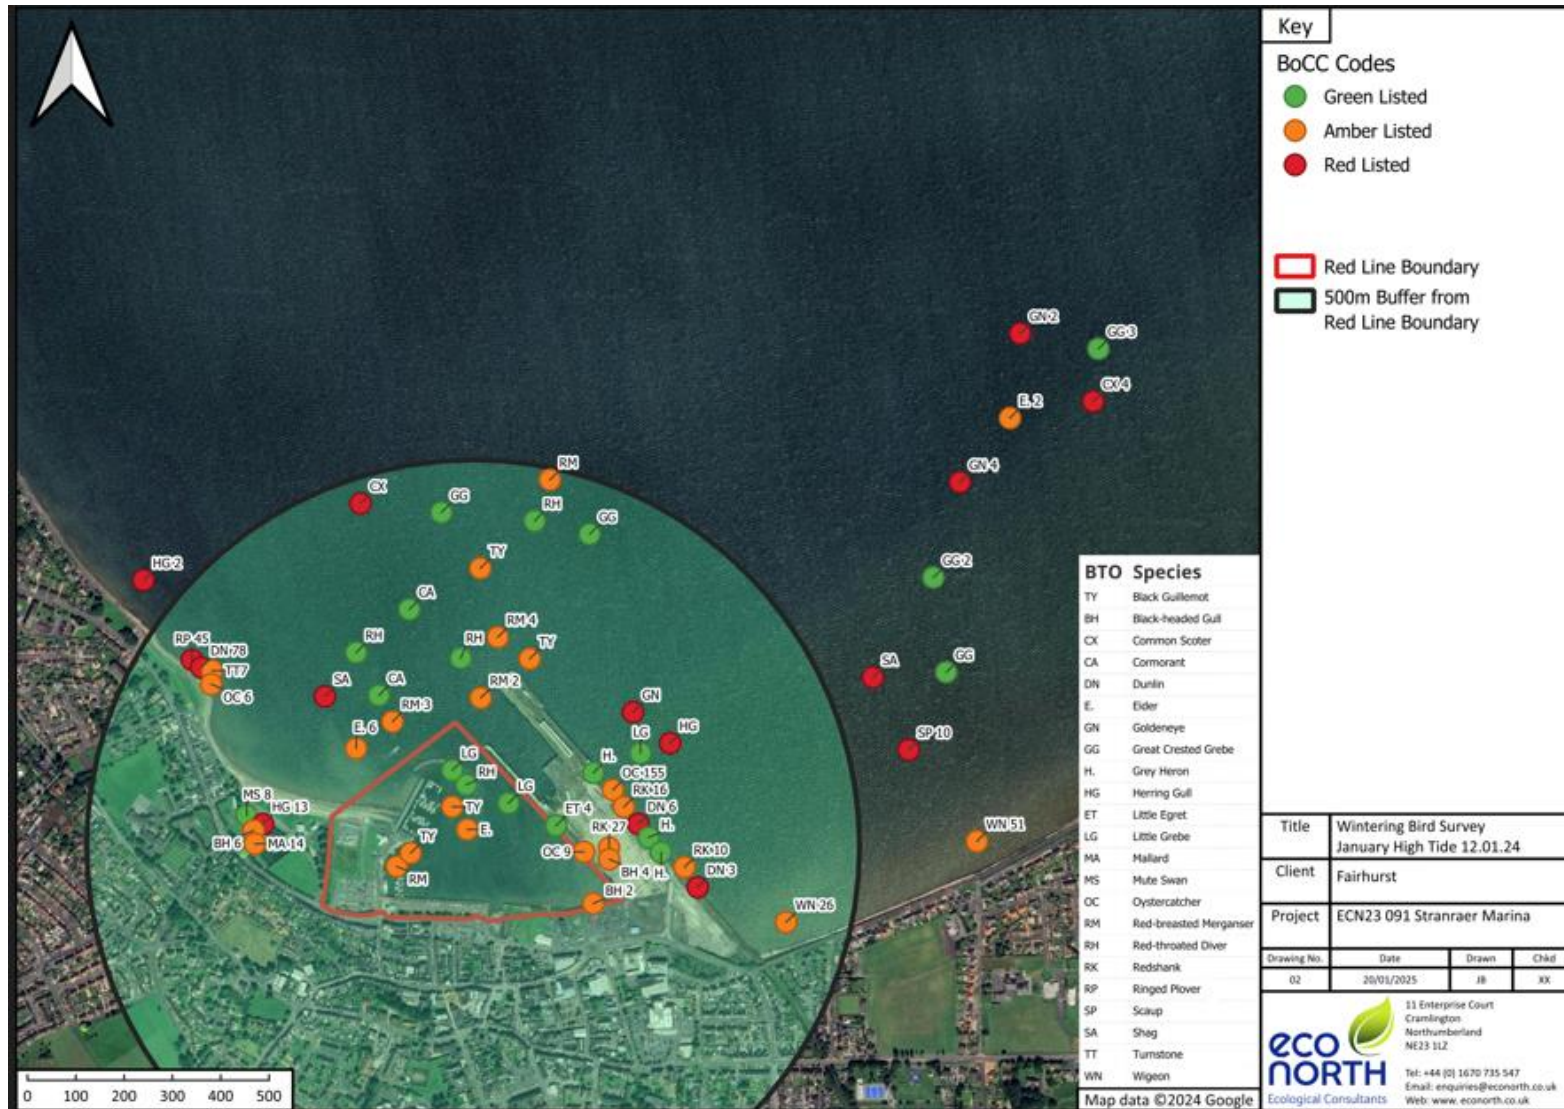 Key
BoCC Codes
Green Listed
Amber Listed
Red Listed
Red Line Boundary
500m Buffer from
Red Line Boundary
GN 2
GG 3
CX 4
E. 2
GN 4
RM
CX
GG
RH
GG
TY
HG 2
GG 2
CA
RM 4
RH
RH
TY
RP 45
DN 78
TT 7
OC 6
SA
GG
SA
CA
RM 2
RM 3
GN
HG
E. 6
LG
SP 10
LG
H.
RH
OC 155
LG
RK 16
MS 8
HG 13
TY
ET 4
DN 6
E.
RK 27
H.
WN 51
BH 6
MA 14
TY
OC 9
RM
BH 4
H.
RK 10
DN 3
BH 2
WN 26
BTO Species
TY Black Guillemot
BH Black-headed Gull
CX Common Scoter
CA Cormorant
DN Dunlin
E. Eider
GN Goldeneye
GG Great Crested Grebe
H. Grey Heron
HG Herring Gull
ET Little Egret
LG Little Grebe
MA Mallard
MS Mute Swan
OC Oystercatcher
RM Red-breasted Merganser
RH Red-throated Diver
RK Redshank
RP Ringed Plover
SP Scaup
SA Shag
TT Turnstone
WN Wigeon
Map data ©2024 Google
0 100 200 300 400 500
Title Wintering Bird Survey
January High Tide 12.01.24
Client Fairhurst
Project ECN23 091 Stranraer Marina
Drawing No. Date Drawn Chkd
02 20/01/2025 JB XX
eco
NORTH
Ecological Consultants
11 Enterprise Court
Cramlington
Northumberland
NE23 1LZ
Tel: +44 (0) 1670 735 547
Email: enquiries@econorth.co.uk
Web: www. econorth.co.uk